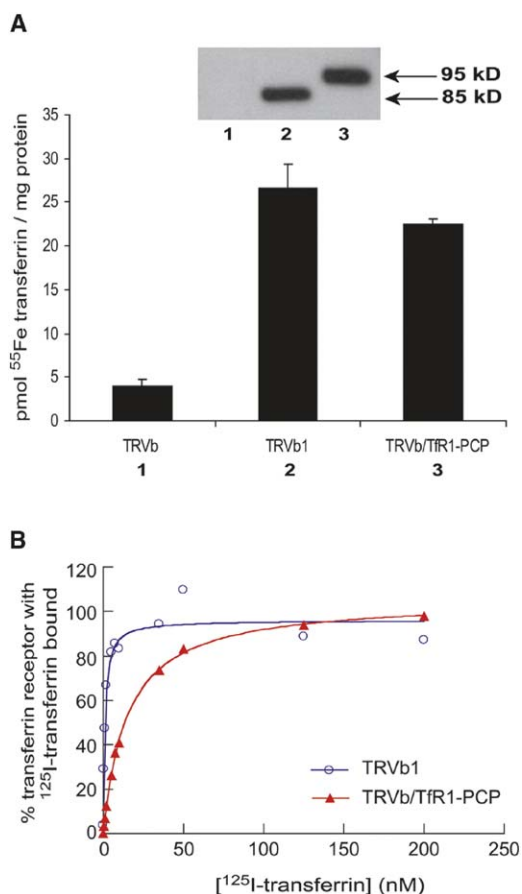 A
95 kD
85 kD
1 2 3
pmol ⁵⁵Fe transferrin / mg protein
35
30
25
20
15
10
5
0
TRVb TRVb1 TRVb/TfR1-PCP
1 2 3
B
% transferrin receptor with
¹²⁵I-transferrin bound
120
100
80
60
40
20
0
0 50 100 150 200 250
TRVb1
TRVb/TfR1-PCP
[¹²⁵I-transferrin] (nM)